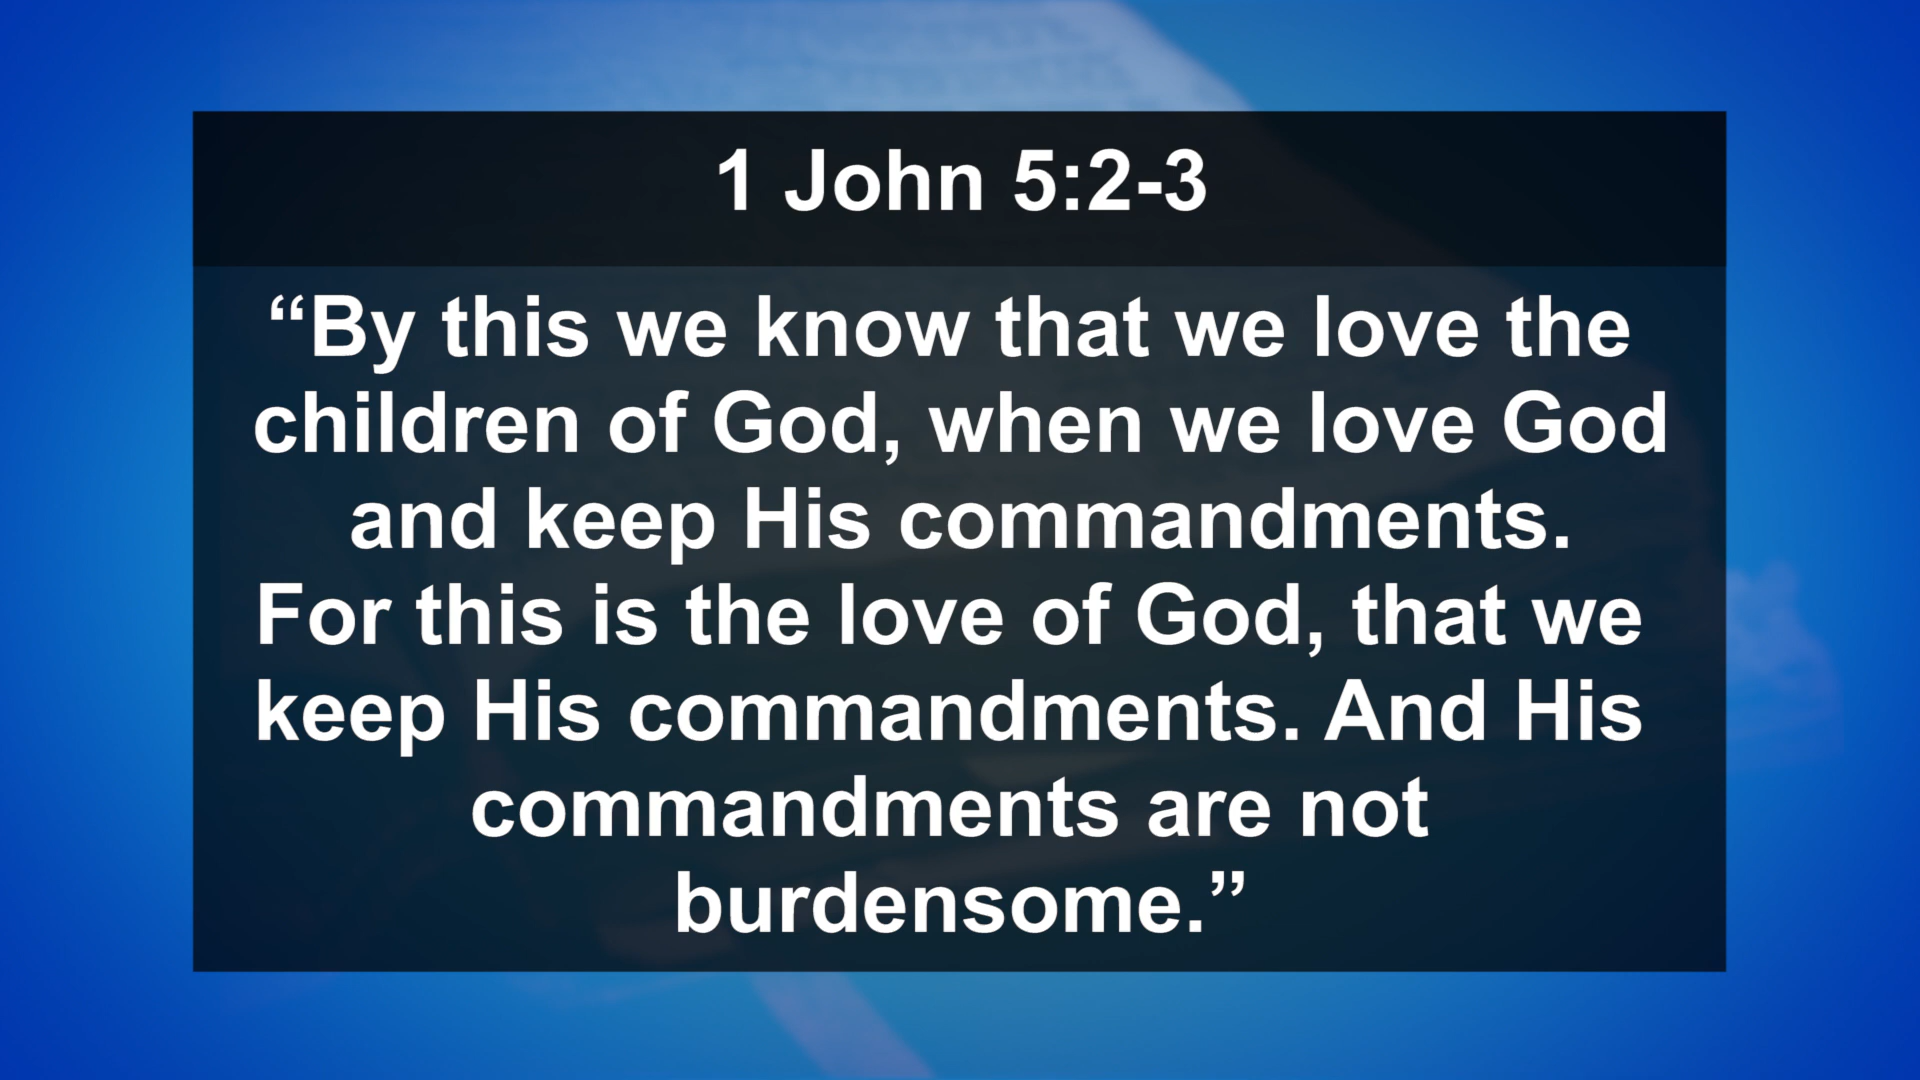 1 John 5:2-3
“By this we know that we love the
children of God, when we love God
and keep His commandments.
For this is the love of God, that we
keep His commandments. And His
commandments are not
burdensome.”